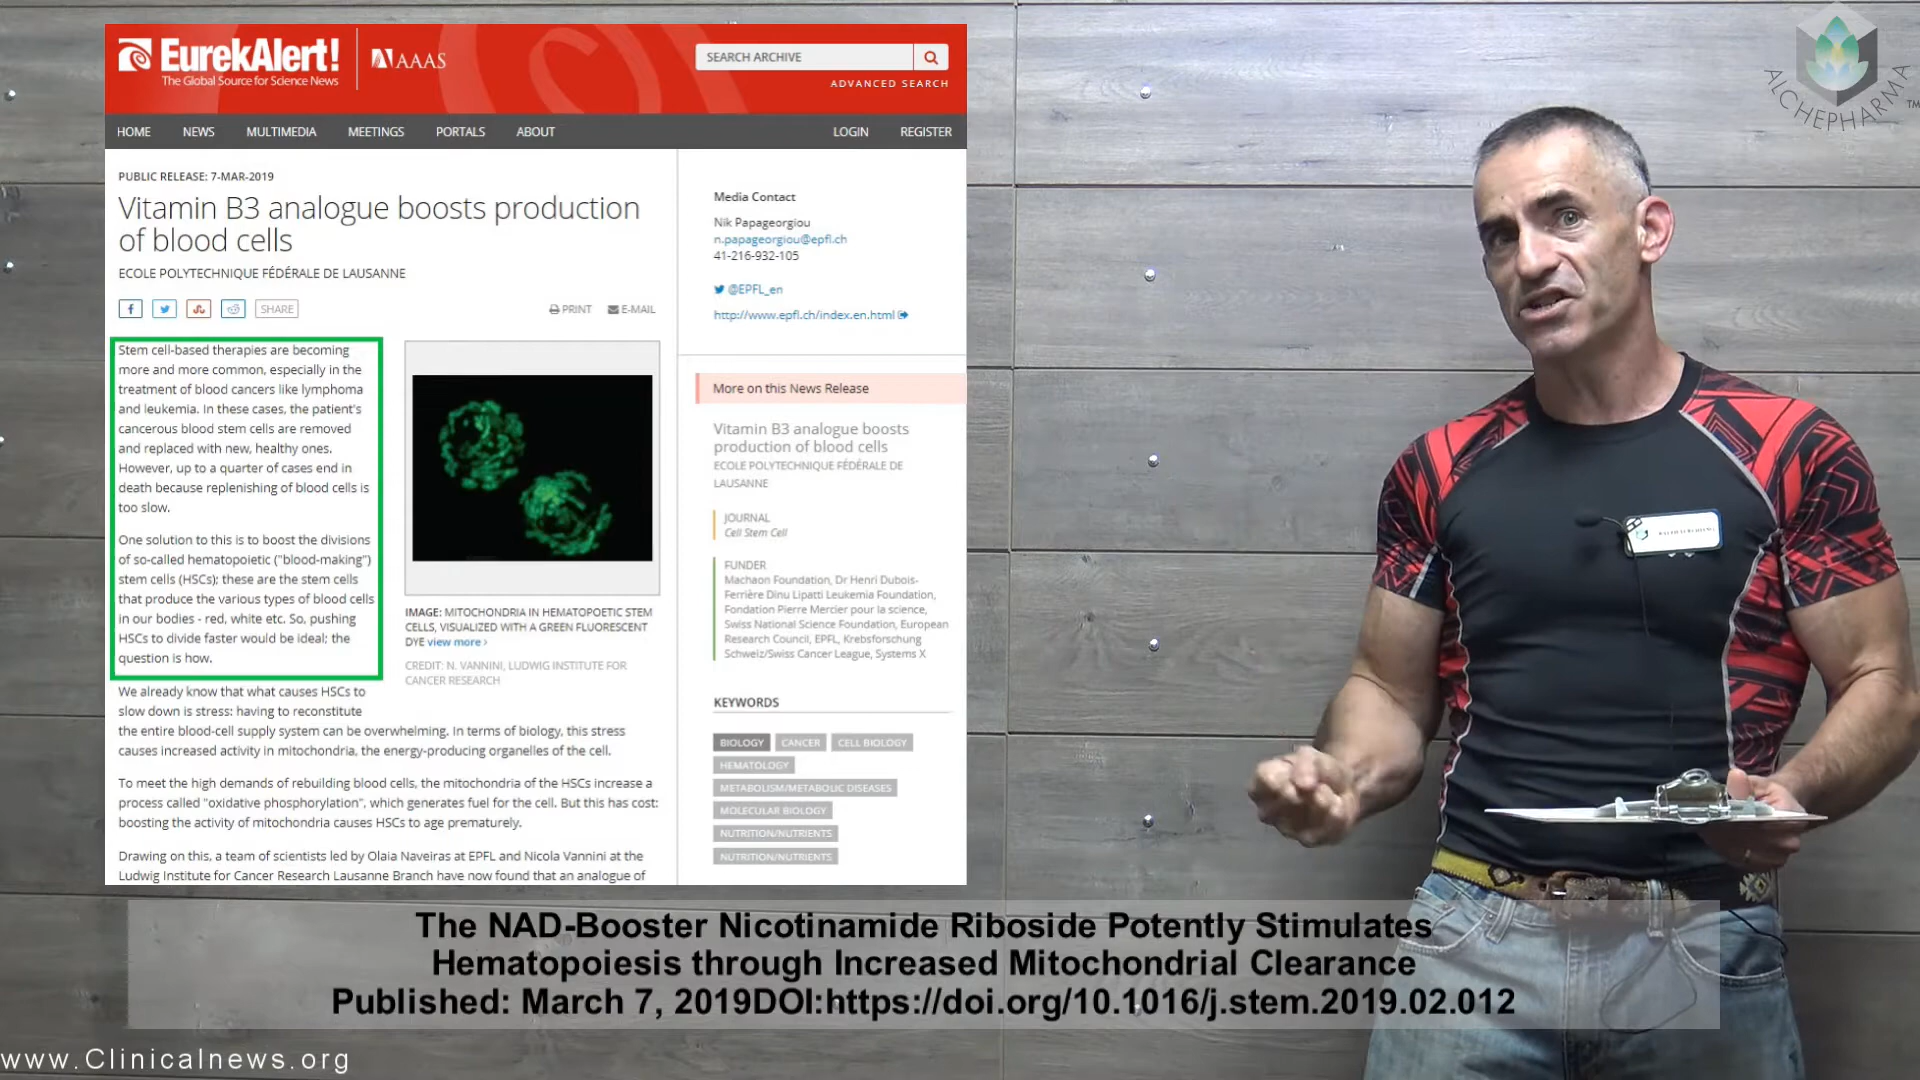 EurekAlert!
The Global Source for Science News
AAAS
SEARCH ARCHIVE
ADVANCED SEARCH
HOME NEWS MULTIMEDIA MEETINGS PORTALS ABOUT LOGIN REGISTER
PUBLIC RELEASE: 7-MAR-2019
Vitamin B3 analogue boosts production
of blood cells
ECOLE POLYTECHNIQUE FÉDÉRALE DE LAUSANNE
SHARE
PRINT E-MAIL
Stem cell-based therapies are becoming
more and more common, especially in the
treatment of blood cancers like lymphoma
and leukemia. In these cases, the patient's
cancerous blood stem cells are removed
and replaced with new, healthy ones.
However, up to a quarter of cases end in
death because replenishing of blood cells is
too slow.
One solution to this is to boost the divisions
of so-called hematopoietic ("blood-making")
stem cells (HSCs); these are the stem cells
that produce the various types of blood cells
in our bodies - red, white etc. So, pushing
HSCs to divide faster would be ideal; the
question is how.
IMAGE: MITOCHONDRIA IN HEMATOPOETIC STEM
CELLS, VISUALIZED WITH A GREEN FLUORESCENT
DYE view more >
CREDIT: N. VANNINI, LUDWIG INSTITUTE FOR
CANCER RESEARCH
We already know that what causes HSCs to
slow down is stress: having to reconstitute
the entire blood-cell supply system can be overwhelming. In terms of biology, this stress
causes increased activity in mitochondria, the energy-producing organelles of the cell.
To meet the high demands of rebuilding blood cells, the mitochondria of the HSCs increase a
process called "oxidative phosphorylation", which generates fuel for the cell. But this has cost:
boosting the activity of mitochondria causes HSCs to age prematurely.
Drawing on this, a team of scientists led by Olaia Naveiras at EPFL and Nicola Vannini at the
Ludwig Institute for Cancer Research Lausanne Branch have now found that an analogue of
Media Contact
Nik Papageorgiou
n.papageorgiou@epfl.ch
41-216-932-105
@EPFL_en
http://www.epfl.ch/index.en.html
More on this News Release
Vitamin B3 analogue boosts
production of blood cells
ECOLE POLYTECHNIQUE FÉDÉRALE DE
LAUSANNE
JOURNAL
Cell Stem Cell
FUNDER
Machaon Foundation, Dr Henri Dubois-
Ferrière Dinu Lipatti Leukemia Foundation,
Fondation Pierre Mercier pour la science,
Swiss National Science Foundation, European
Research Council, EPFL, Krebsforschung
Schweiz/Swiss Cancer League, Systems X
KEYWORDS
BIOLOGY CANCER CELL BIOLOGY
HEMATOLOGY
METABOLISM/METABOLIC DISEASES
MOLECULAR BIOLOGY
NUTRITION/NUTRIENTS
NUTRITION/NUTRIENTS
ALCHEPHARMA TM
The NAD-Booster Nicotinamide Riboside Potently Stimulates
Hematopoiesis through Increased Mitochondrial Clearance
Published: March 7, 2019DOI:https://doi.org/10.1016/j.stem.2019.02.012
www.Clinicalnews.org